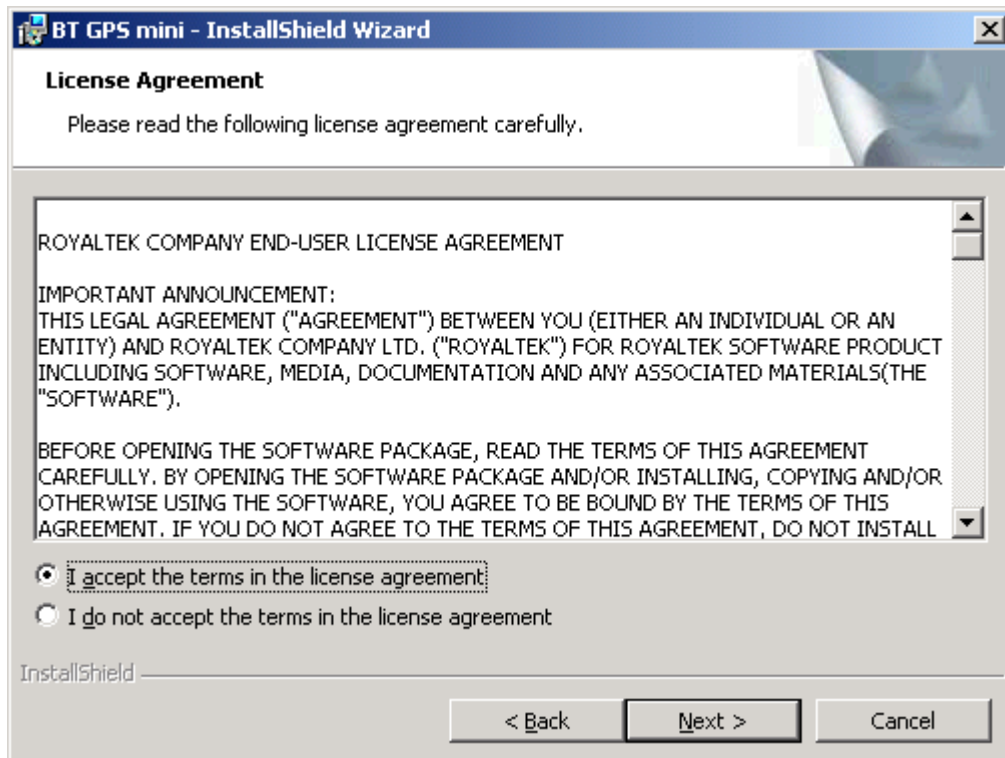 BT GPS mini - InstallShield Wizard
License Agreement
Please read the following license agreement carefully.
ROYALTEK COMPANY END-USER LICENSE AGREEMENT
IMPORTANT ANNOUNCEMENT:
THIS LEGAL AGREEMENT ("AGREEMENT") BETWEEN YOU (EITHER AN INDIVIDUAL OR AN
ENTITY) AND ROYALTEK COMPANY LTD. ("ROYALTEK") FOR ROYALTEK SOFTWARE PRODUCT
INCLUDING SOFTWARE, MEDIA, DOCUMENTATION AND ANY ASSOCIATED MATERIALS(THE
"SOFTWARE").
BEFORE OPENING THE SOFTWARE PACKAGE, READ THE TERMS OF THIS AGREEMENT
CAREFULLY. BY OPENING THE SOFTWARE PACKAGE AND/OR INSTALLING, COPYING AND/OR
OTHERWISE USING THE SOFTWARE, YOU AGREE TO BE BOUND BY THE TERMS OF THIS
AGREEMENT. IF YOU DO NOT AGREE TO THE TERMS OF THIS AGREEMENT, DO NOT INSTALL
I accept the terms in the license agreement
I do not accept the terms in the license agreement
InstallShield
< Back
Next >
Cancel